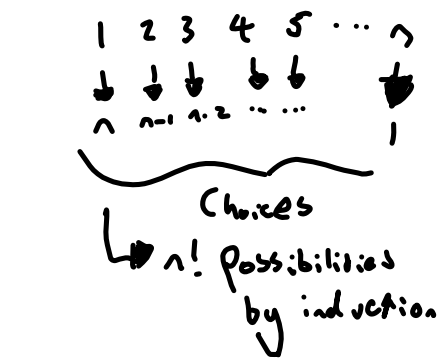 1 2 3 4 5 ... n
n n-1 n-2 ... ... 1
Choices
n! possibilities
by induction